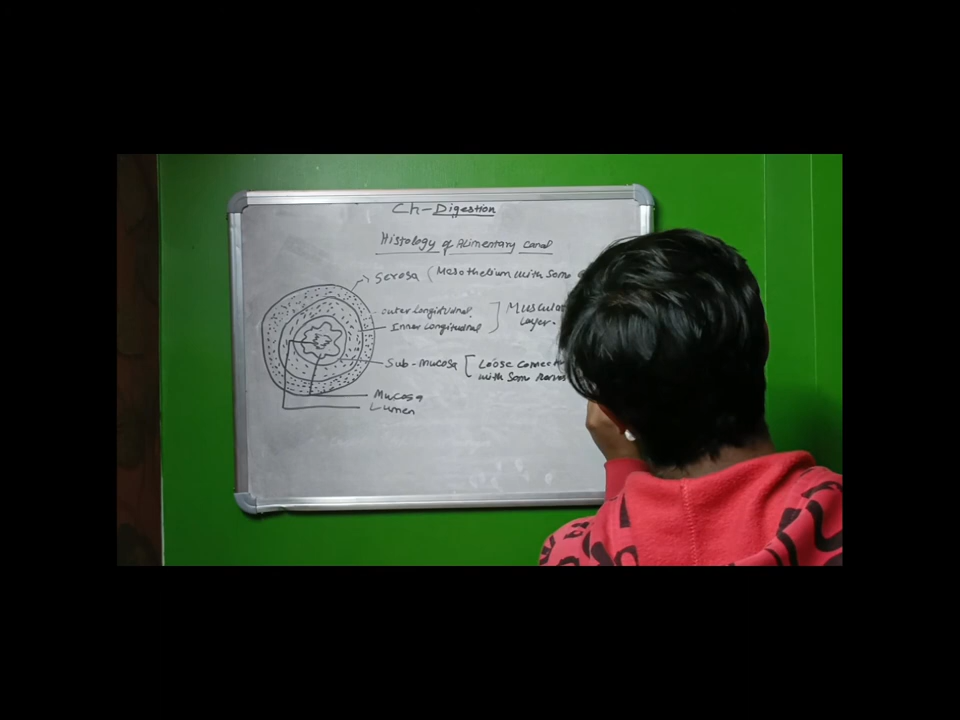 Ch-Digestion
Histology of Alimentary Canal
Serosa (Mesothelium with Some
outer longitudinal.
Inner longitudinal
Muscular
Layer.
Sub-Mucosa [Loose Connect
with Some Nerves
Mucosa
Lumen